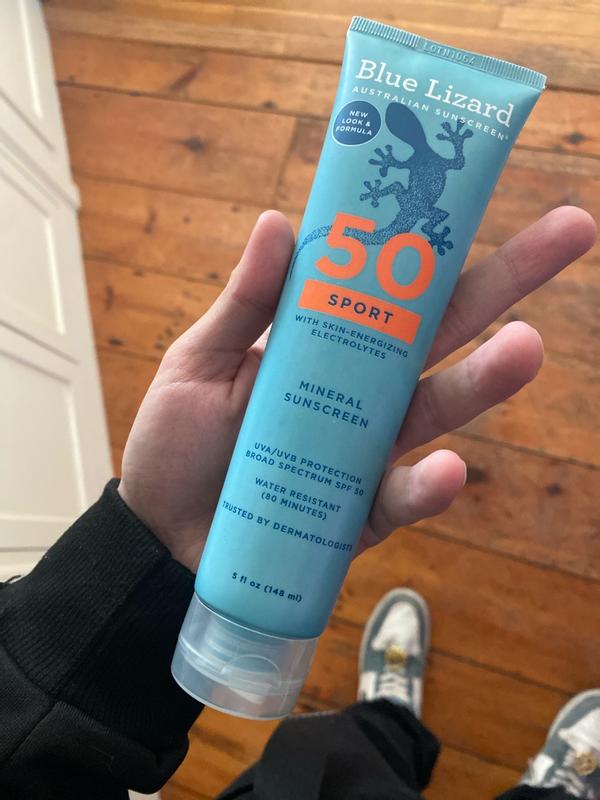 Blue Lizard
AUSTRALIAN SUNSCREEN®
NEW
LOOK &
FORMULA
50
SPORT
WITH SKIN-ENERGIZING
ELECTROLYTES
MINERAL
SUNSCREEN
UVA/UVB PROTECTION
BROAD SPECTRUM SPF 50
WATER RESISTANT
(80 MINUTES)
TRUSTED BY DERMATOLOGISTS
5 fl oz (148 ml)